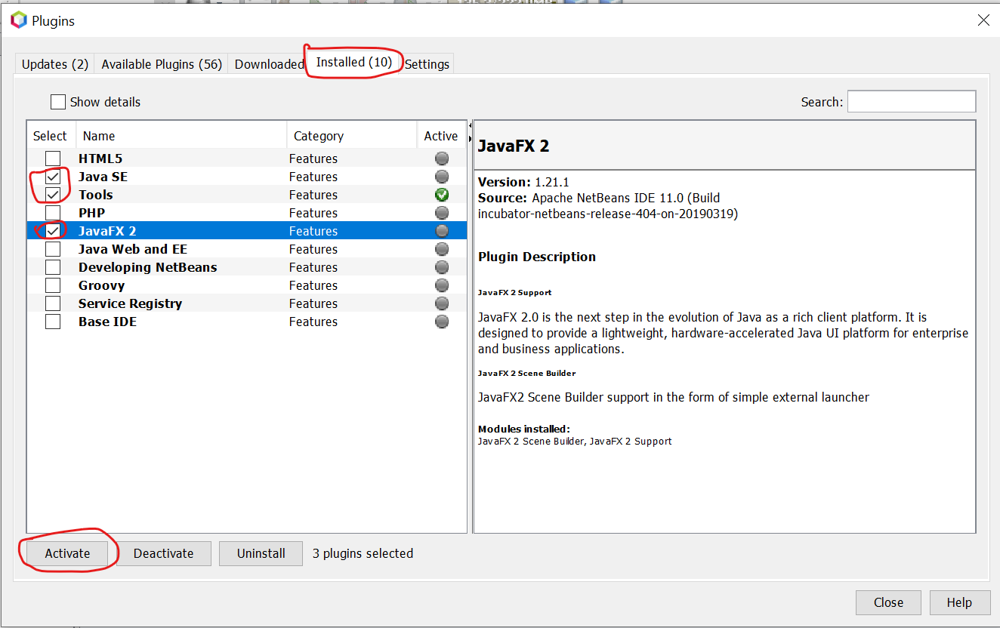 Plugins
Updates (2) Available Plugins (56) Downloaded Installed (10) Settings
Show details Search:
Select Name Category Active
HTML5 Features
Java SE Features
Tools Features
PHP Features
JavaFX 2 Features
Java Web and EE Features
Developing NetBeans Features
Groovy Features
Service Registry Features
Base IDE Features
JavaFX 2
Version: 1.21.1
Source: Apache NetBeans IDE 11.0 (Build
incubator-netbeans-release-404-on-20190319)
Plugin Description
JavaFX 2 Support
JavaFX 2.0 is the next step in the evolution of Java as a rich client platform. It is
designed to provide a lightweight, hardware-accelerated Java UI platform for enterprise
and business applications.
JavaFX 2 Scene Builder
JavaFX2 Scene Builder support in the form of simple external launcher
Modules installed:
JavaFX 2 Scene Builder, JavaFX 2 Support
Activate Deactivate Uninstall 3 plugins selected
Close Help